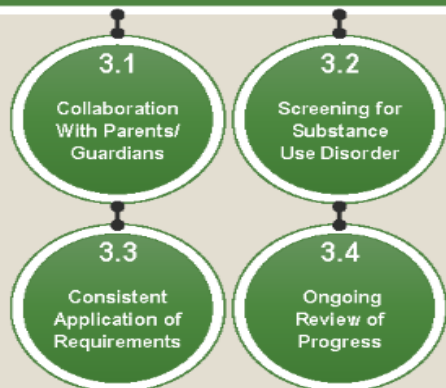 3.1
Collaboration
With Parents/
Guardians
3.2
Screening for
Substance
Use Disorder
3.3
Consistent
Application of
Requirements
3.4
Ongoing
Review of
Progress